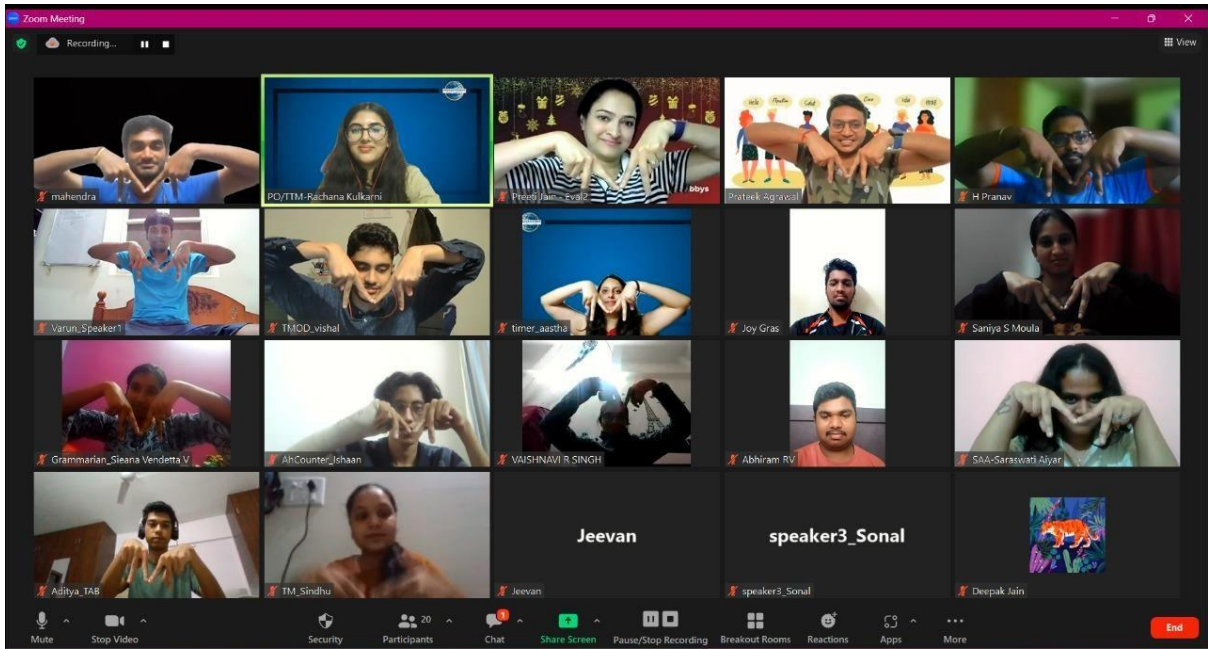 Zoom Meeting
Recording...
View
mahendra
PO/TTM-Rachana Kulkarni
Preeti Jain - Eval2
bbys
Prateek Agrawal
H Pranav
Varun_Speaker1
TMOD_vishal
timer_aastha
Joy Gras
Saniya S Moula
Grammarian_Sieana Vendetta V
AhCounter_Ishaan
VAISHNAVI R SINGH
Abhiram RV
SAA-Saraswati Aiyar
Aditya_TAB
TM_Sindhu
Jeevan
Jeevan
speaker3_Sonal
speaker3_Sonal
Deepak Jain
Mute
Stop Video
Security
20
Participants
1
Chat
Share Screen
Pause/Stop Recording
Breakout Rooms
Reactions
Apps
More
End